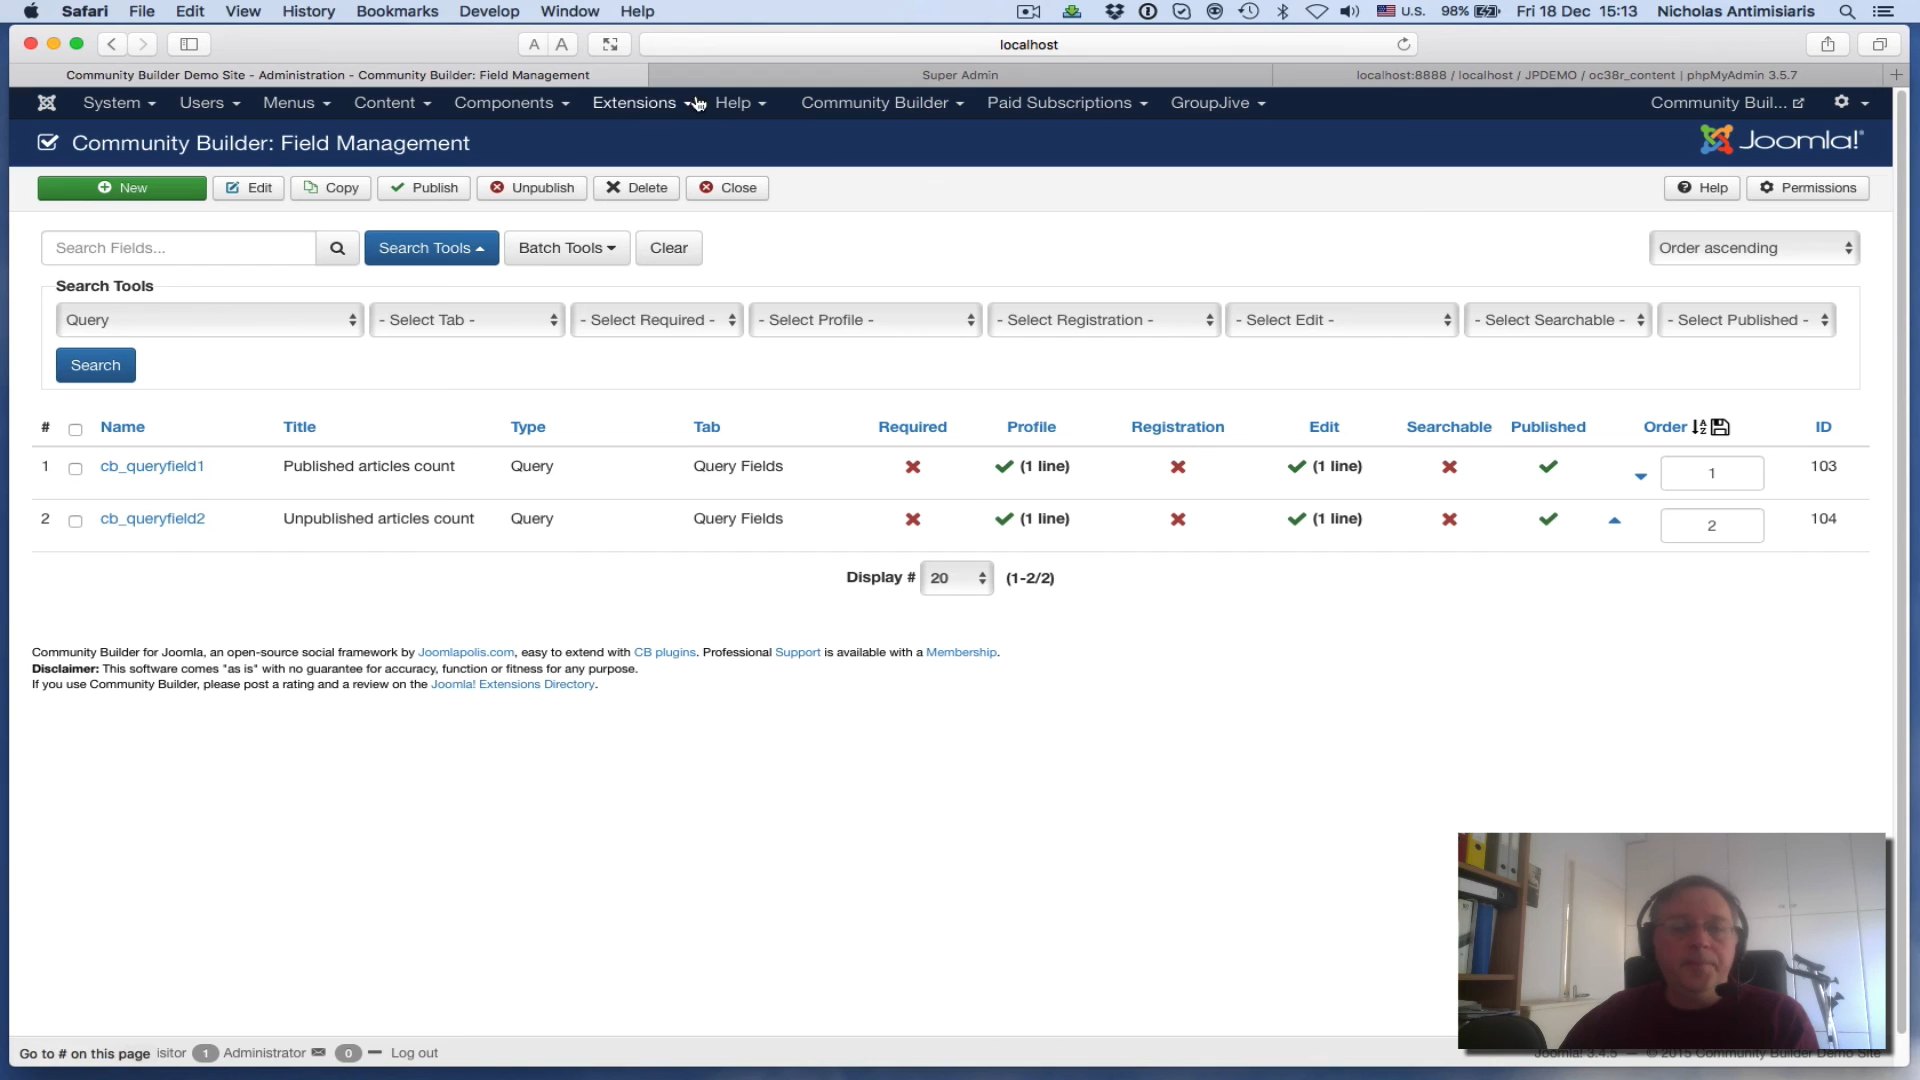 Safari File Edit View History Bookmarks Develop Window Help U.S. 98% Fri 18 Dec 15:13 Nicholas Antimisiaris
A A localhost
Community Builder Demo Site - Administration - Community Builder: Field Management Super Admin localhost:8888 / localhost / JPDEMO / oc38r_content | phpMyAdmin 3.5.7
System Users Menus Content Components Extensions Help Community Builder Paid Subscriptions GroupJive Community Buil...
Community Builder: Field Management Joomla!
New Edit Copy Publish Unpublish Delete Close Help Permissions
Search Fields... Search Tools Batch Tools Clear Order ascending
Search Tools
Query - Select Tab - - Select Required - - Select Profile - - Select Registration - - Select Edit - - Select Searchable - - Select Published -
Search
# Name Title Type Tab Required Profile Registration Edit Searchable Published Order ID
1 cb_queryfield1 Published articles count Query Query Fields (1 line) (1 line) 1 103
2 cb_queryfield2 Unpublished articles count Query Query Fields (1 line) (1 line) 2 104
Display # 20 (1-2/2)
Community Builder for Joomla, an open-source social framework by Joomlapolis.com, easy to extend with CB plugins. Professional Support is available with a Membership.
Disclaimer: This software comes "as is" with no guarantee for accuracy, function or fitness for any purpose.
If you use Community Builder, please post a rating and a review on the Joomla! Extensions Directory.
Go to # on this page isitor 1 Administrator 0 Log out Joomla! 3.4.5 — © 2015 Community Builder Demo Site